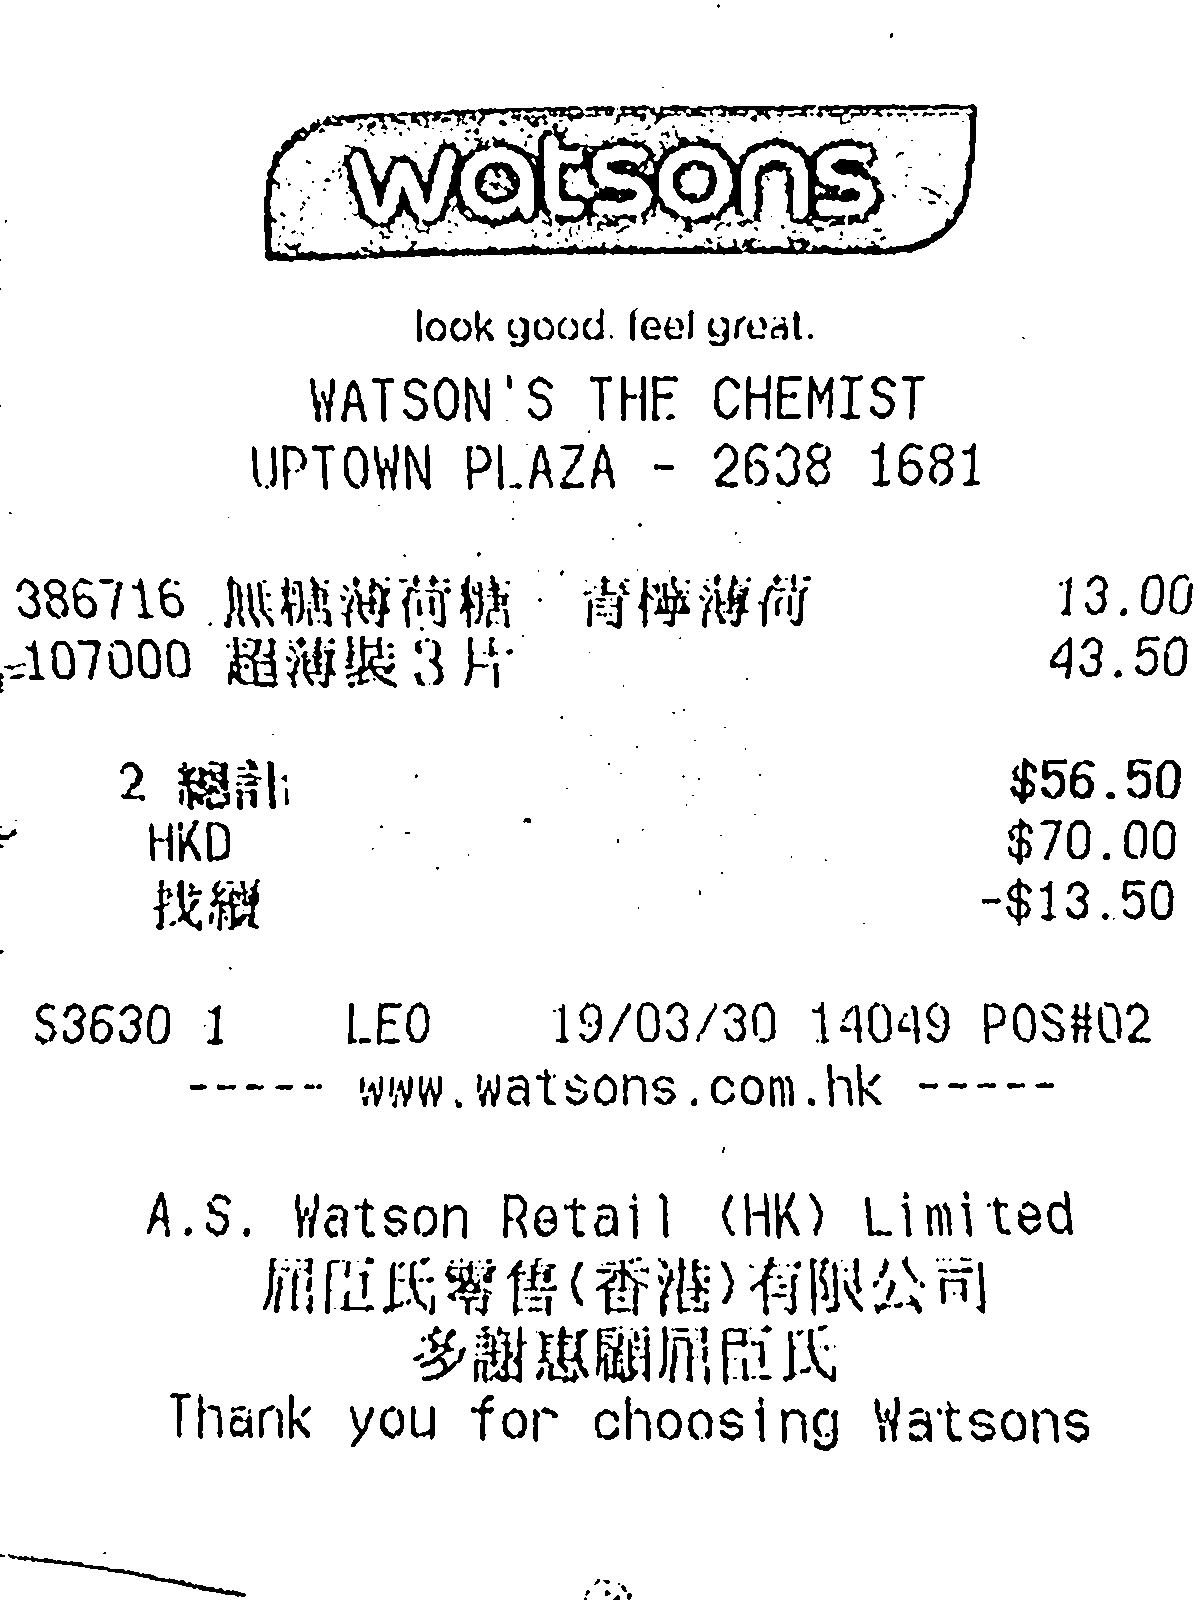 watsons
look good. feel great.
WATSON'S THE CHEMIST
UPTOWN PLAZA - 2638 1681
386716 無糖薄荷糖 青檸薄荷 13.00
107000 超薄裝3片 43.50
2 總計 $56.50
HKD $70.00
找續 -$13.50
S3630 1 LEO 19/03/30 14049 POS#02
----- www.watsons.com.hk -----
A.S. Watson Retail (HK) Limited
屈臣氏零售(香港)有限公司
多謝惠顧屈臣氏
Thank you for choosing Watsons